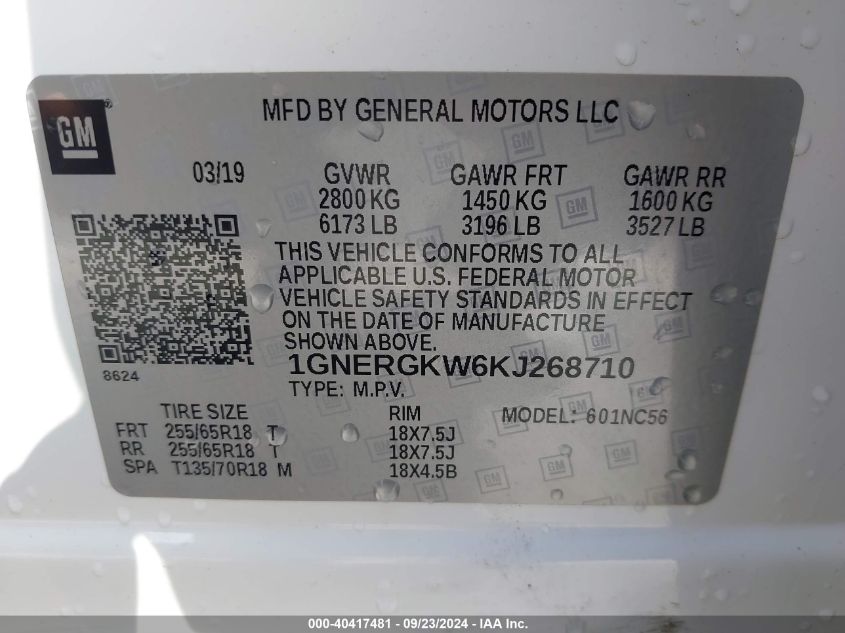 GM ®
MFD BY GENERAL MOTORS LLC
03/19 GVWR GAWR FRT GAWR RR
2800 KG 1450 KG 1600 KG
6173 LB 3196 LB 3527 LB
THIS VEHICLE CONFORMS TO ALL
APPLICABLE U.S. FEDERAL MOTOR
VEHICLE SAFETY STANDARDS IN EFFECT
ON THE DATE OF MANUFACTURE
SHOWN ABOVE.
8624
1GNERGKW6KJ268710
TYPE: M.P.V.
TIRE SIZE RIM MODEL: 601NC56
FRT 255/65R18 T 18X7.5J
RR 255/65R18 T 18X7.5J
SPA T135/70R18 M 18X4.5B
000-40417481 - 09/23/2024 - IAA Inc.